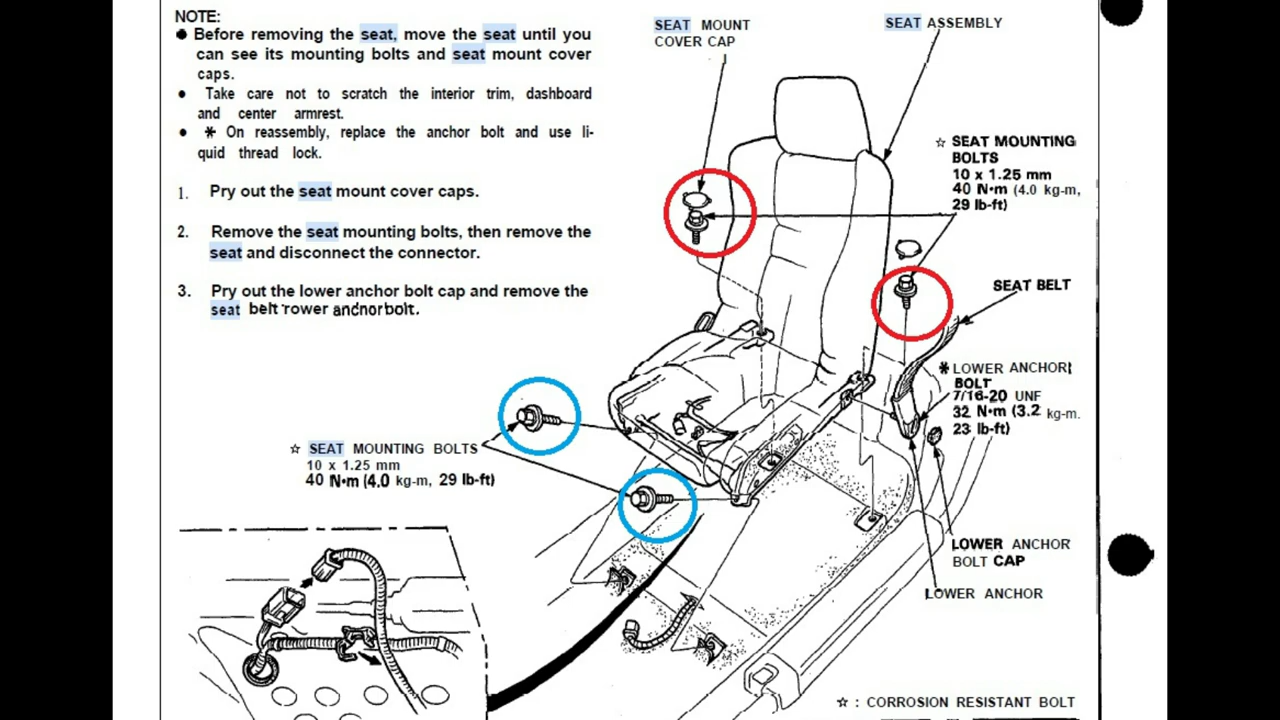 NOTE:
● Before removing the seat, move the seat until you
can see its mounting bolts and seat mount cover
caps.
● Take care not to scratch the interior trim, dashboard
and center armrest.
● * On reassembly, replace the anchor bolt and use li-
quid thread lock.
1. Pry out the seat mount cover caps.
2. Remove the seat mounting bolts, then remove the
seat and disconnect the connector.
3. Pry out the lower anchor bolt cap and remove the
seat belt rower andnorbolt.
SEAT MOUNT
COVER CAP
SEAT ASSEMBLY
☆ SEAT MOUNTING
BOLTS
10 x 1.25 mm
40 N•m (4.0 kg-m,
29 lb-ft)
SEAT BELT
*LOWER ANCHOR
BOLT
7/16-20 UNF
32 N•m (3.2 kg-m.
23 lb-ft)
☆ SEAT MOUNTING BOLTS
10 x 1.25 mm
40 N•m (4.0 kg-m, 29 lb-ft)
LOWER ANCHOR
BOLT CAP
LOWER ANCHOR
☆ : CORROSION RESISTANT BOLT